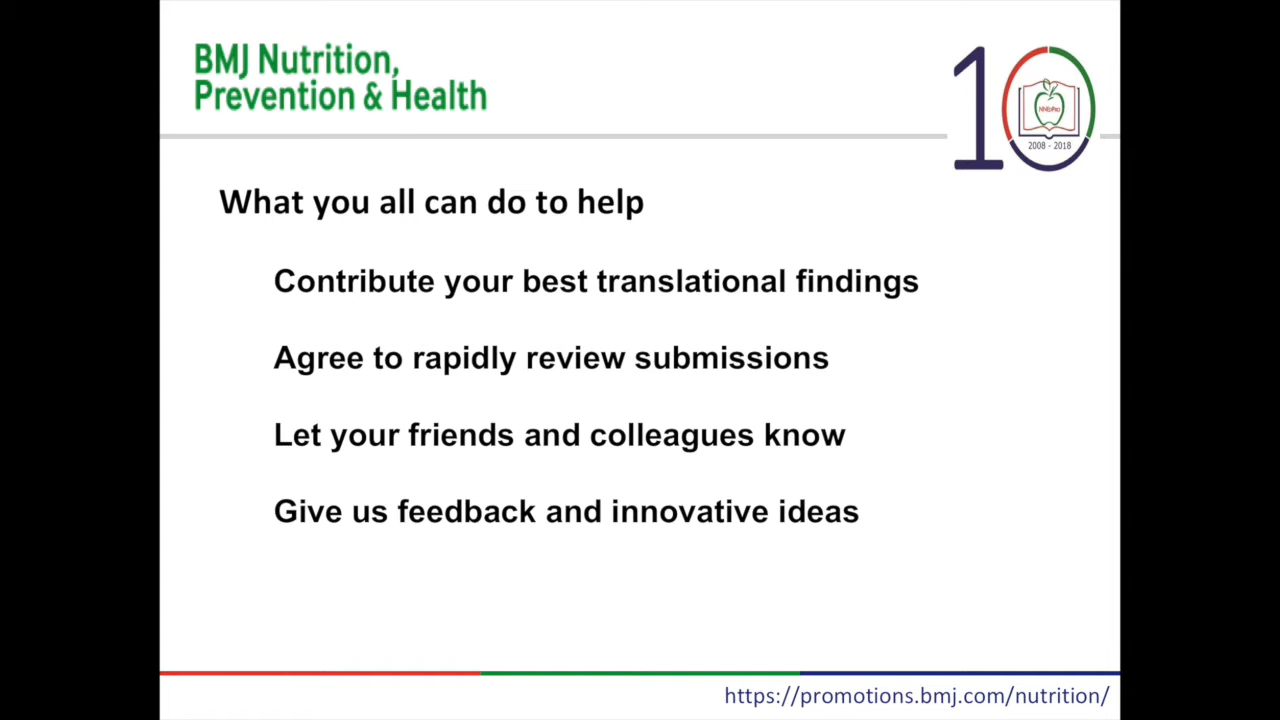 BMJ Nutrition,
Prevention & Health
10
NNEdPro
2008 - 2018
What you all can do to help
Contribute your best translational findings
Agree to rapidly review submissions
Let your friends and colleagues know
Give us feedback and innovative ideas
https://promotions.bmj.com/nutrition/